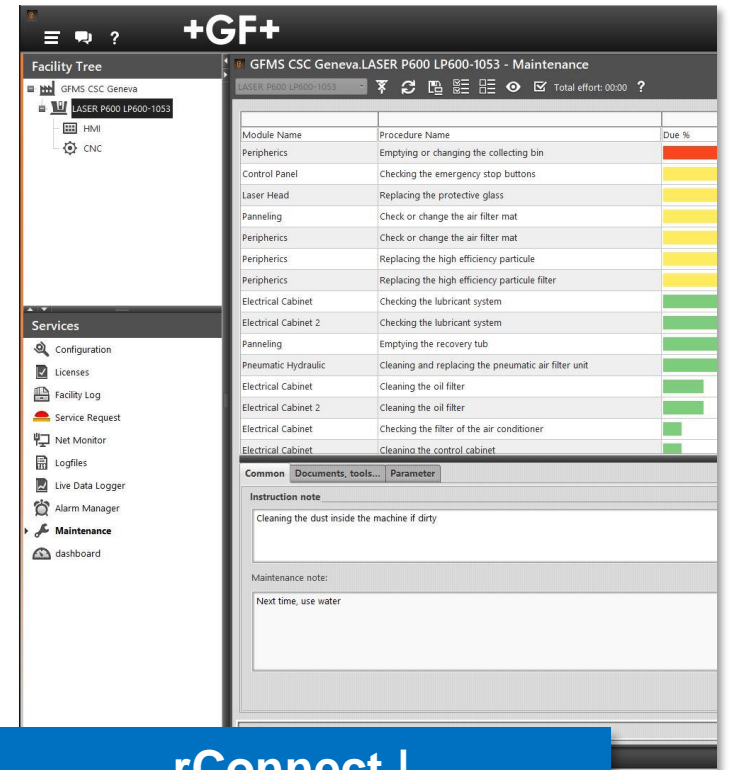 +GF+
?
Facility Tree
GFMS CSC Geneva
LASER P600 LP600-1053
HMI
CNC
Services
Configuration
Licenses
Facility Log
Service Request
Net Monitor
Logfiles
Live Data Logger
Alarm Manager
Maintenance
dashboard
GFMS CSC Geneva.LASER P600 LP600-1053 - Maintenance
LASER P600 LP600-1053 Total effort: 00:00 ?
Module Name Procedure Name Due %
Peripherics Emptying or changing the collecting bin
Control Panel Checking the emergency stop buttons
Laser Head Replacing the protective glass
Panneling Check or change the air filter mat
Peripherics Check or change the air filter mat
Peripherics Replacing the high efficiency particule
Peripherics Replacing the high efficiency particule filter
Electrical Cabinet Checking the lubricant system
Electrical Cabinet 2 Checking the lubricant system
Panneling Emptying the recovery tub
Pneumatic Hydraulic Cleaning and replacing the pneumatic air filter unit
Electrical Cabinet Cleaning the oil filter
Electrical Cabinet 2 Cleaning the oil filter
Electrical Cabinet Checking the filter of the air conditioner
Electrical Cabinet Cleaning the control cabinet
Common Documents, tools... Parameter
Instruction note
Cleaning the dust inside the machine if dirty
Maintenance note:
Next time, use water
rConnect |